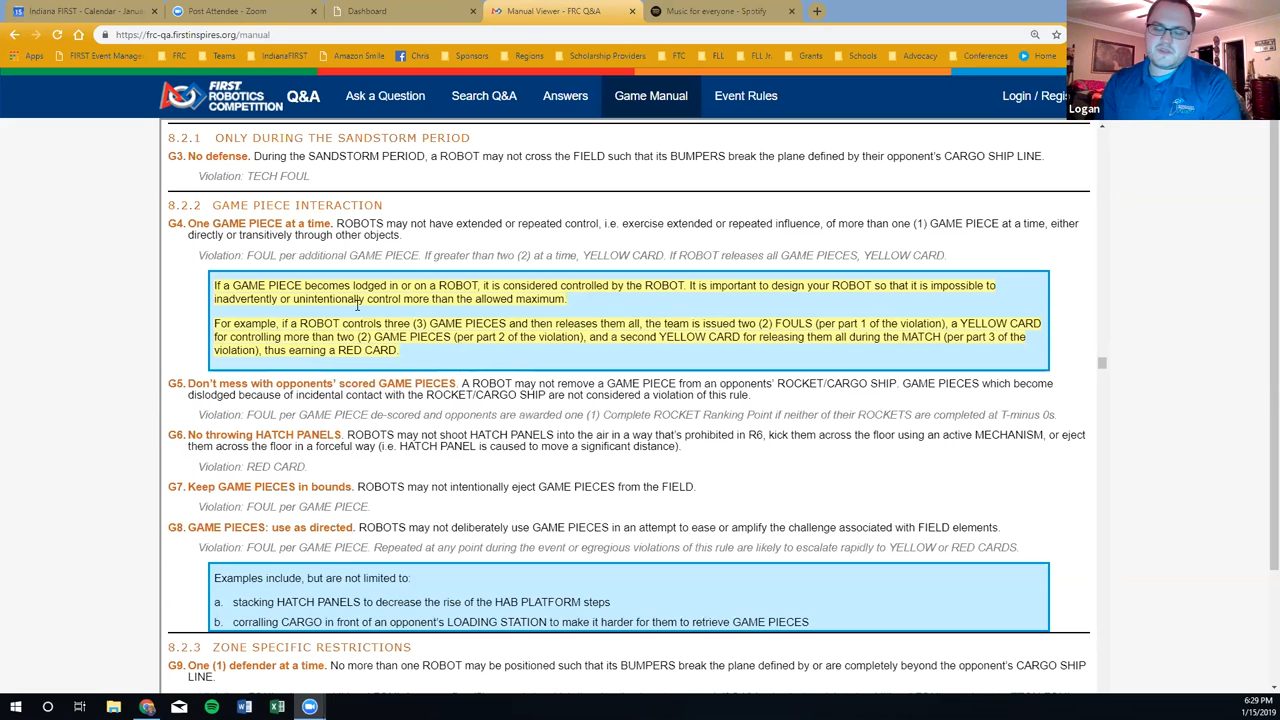 Indiana FIRST - Calendar - Janu
Post Attendee - Zoom
Dashboard
Manual Viewer - FRC Q&A
Music for everyone - Spotify
https://frc-qa.firstinspires.org/manual
Apps
FIRST Event Manage
FRC
Teams
IndianaFIRST
Amazon Smile
Chris
Sponsors
Regions
Scholarship Providers
FTC
FLL
FLL Jr.
Grants
Schools
Advocacy
Conferences
Home
FIRST
ROBOTICS
COMPETITION
Q&A
Ask a Question
Search Q&A
Answers
Game Manual
Event Rules
Login / Regi
Logan
8.2.1 ONLY DURING THE SANDSTORM PERIOD
G3. No defense. During the SANDSTORM PERIOD, a ROBOT may not cross the FIELD such that its BUMPERS break the plane defined by their opponent's CARGO SHIP LINE.
Violation: TECH FOUL
8.2.2 GAME PIECE INTERACTION
G4. One GAME PIECE at a time. ROBOTS may not have extended or repeated control, i.e. exercise extended or repeated influence, of more than one (1) GAME PIECE at a time, either
directly or transitively through other objects.
Violation: FOUL per additional GAME PIECE. If greater than two (2) at a time, YELLOW CARD. If ROBOT releases all GAME PIECES, YELLOW CARD.
If a GAME PIECE becomes lodged in or on a ROBOT, it is considered controlled by the ROBOT. It is important to design your ROBOT so that it is impossible to
inadvertently or unintentionally control more than the allowed maximum.
For example, if a ROBOT controls three (3) GAME PIECES and then releases them all, the team is issued two (2) FOULS (per part 1 of the violation), a YELLOW CARD
for controlling more than two (2) GAME PIECES (per part 2 of the violation), and a second YELLOW CARD for releasing them all during the MATCH (per part 3 of the
violation), thus earning a RED CARD.
G5. Don't mess with opponents' scored GAME PIECES. A ROBOT may not remove a GAME PIECE from an opponents' ROCKET/CARGO SHIP. GAME PIECES which become
dislodged because of incidental contact with the ROCKET/CARGO SHIP are not considered a violation of this rule.
Violation: FOUL per GAME PIECE de-scored and opponents are awarded one (1) Complete ROCKET Ranking Point if neither of their ROCKETS are completed at T-minus 0s.
G6. No throwing HATCH PANELS. ROBOTS may not shoot HATCH PANELS into the air in a way that's prohibited in R6, kick them across the floor using an active MECHANISM, or eject
them across the floor in a forceful way (i.e. HATCH PANEL is caused to move a significant distance).
Violation: RED CARD.
G7. Keep GAME PIECES in bounds. ROBOTS may not intentionally eject GAME PIECES from the FIELD.
Violation: FOUL per GAME PIECE.
G8. GAME PIECES: use as directed. ROBOTS may not deliberately use GAME PIECES in an attempt to ease or amplify the challenge associated with FIELD elements.
Violation: FOUL per GAME PIECE. Repeated at any point during the event or egregious violations of this rule are likely to escalate rapidly to YELLOW or RED CARDS.
Examples include, but are not limited to:
a. stacking HATCH PANELS to decrease the rise of the HAB PLATFORM steps
b. corralling CARGO in front of an opponent's LOADING STATION to make it harder for them to retrieve GAME PIECES
8.2.3 ZONE SPECIFIC RESTRICTIONS
G9. One (1) defender at a time. No more than one ROBOT may be positioned such that its BUMPERS break the plane defined by or are completely beyond the opponent's CARGO SHIP
LINE.
6:29 PM
1/15/2019